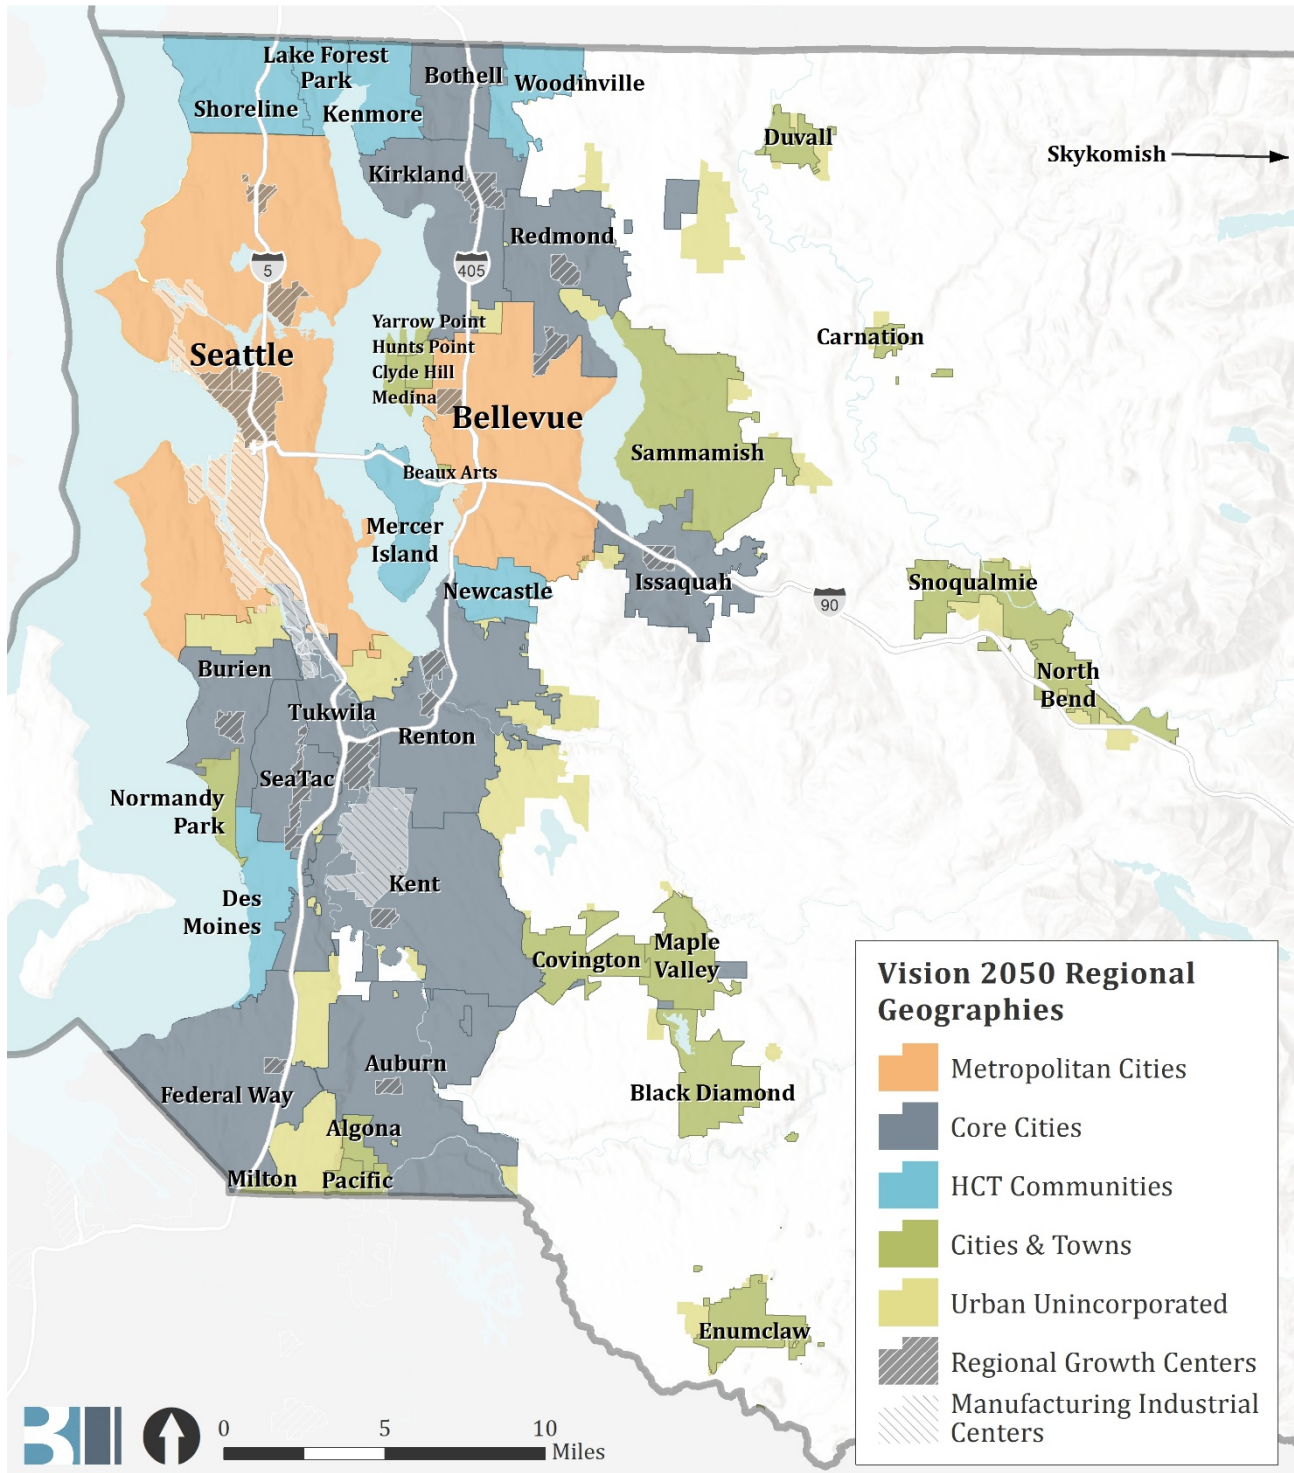 Lake Forest
Park
Bothell
Woodinville
Shoreline
Kenmore
Duvall
Skykomish
Kirkland
Redmond
5
405
Yarrow Point
Hunts Point
Clyde Hill
Medina
Carnation
Seattle
Bellevue
Sammamish
Beaux Arts
Mercer
Island
Newcastle
Issaquah
90
Snoqualmie
North
Bend
Burien
Tukwila
Renton
SeaTac
Normandy
Park
Kent
Des
Moines
Covington
Maple
Valley
Auburn
Federal Way
Black Diamond
Algona
Milton
Pacific
Enumclaw
Vision 2050 Regional
Geographies
Metropolitan Cities
Core Cities
HCT Communities
Cities & Towns
Urban Unincorporated
Regional Growth Centers
Manufacturing Industrial
Centers
0
5
10
Miles